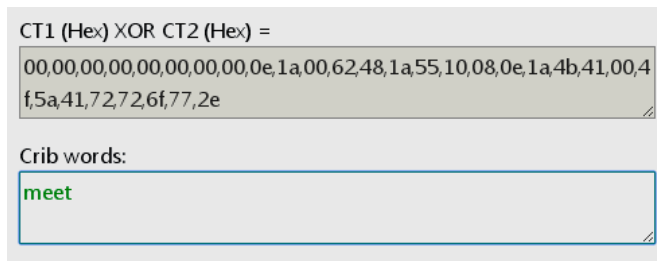 CT1 (Hex) XOR CT2 (Hex) =
00,00,00,00,00,00,00,00,0e,1a,00,62,48,1a,55,10,08,0e,1a,4b,41,00,4
f,5a,41,72,72,6f,77,2e
Crib words:
meet